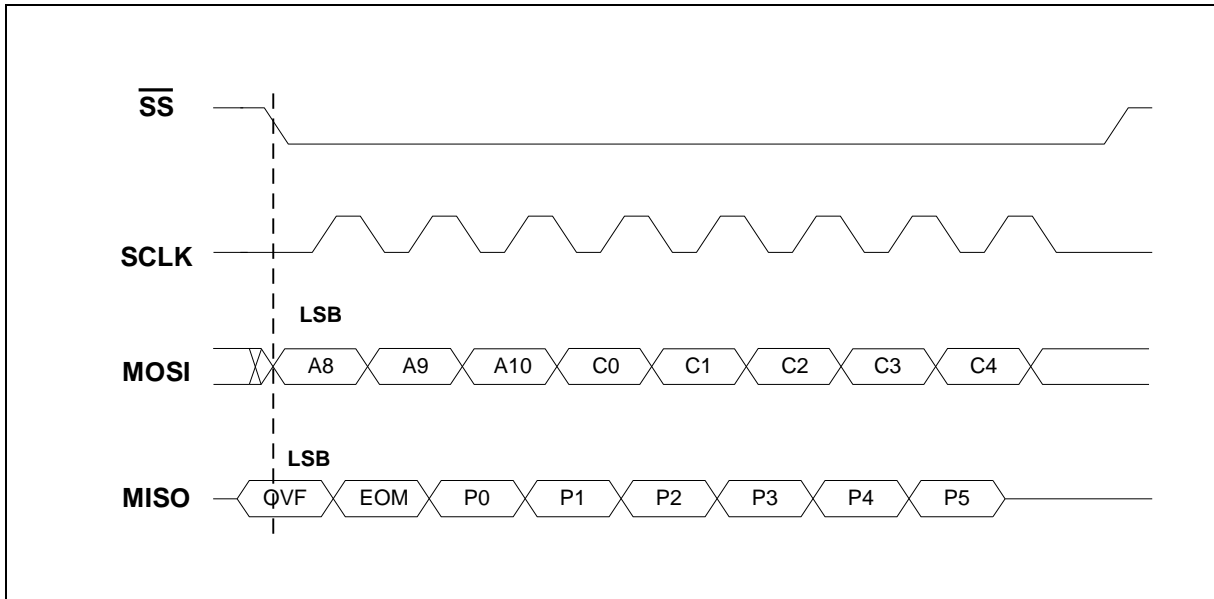 SS
SCLK
LSB
MOSI A8 A9 A10 C0 C1 C2 C3 C4
LSB
MISO OVF EOM P0 P1 P2 P3 P4 P5